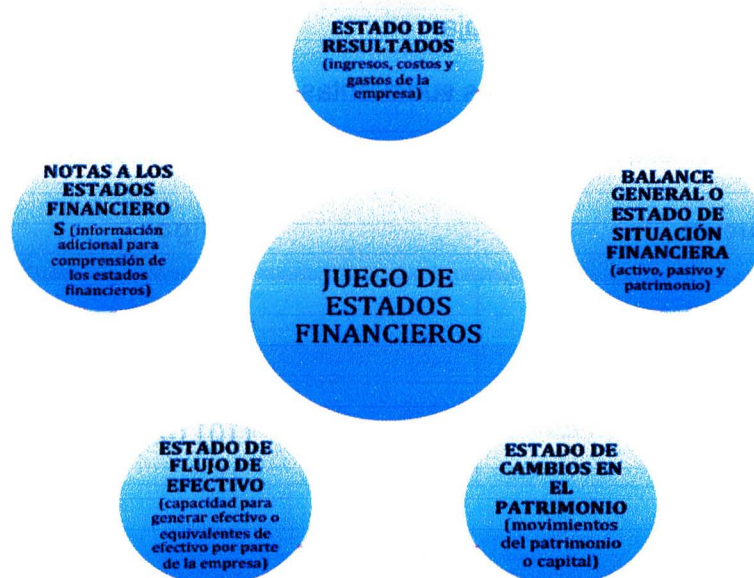 ESTADO DE
RESULTADOS
(ingresos, costos y
gastos de la
empresa)
NOTAS A LOS
ESTADOS
FINANCIERO
S (información
adicional para
comprensión de
los estados
financieros)
BALANCE
GENERAL O
ESTADO DE
SITUACIÓN
FINANCIERA
(activo, pasivo y
patrimonio)
JUEGO DE
ESTADOS
FINANCIEROS
ESTADO DE
FLUJO DE
EFECTIVO
(capacidad para
generar efectivo o
equivalentes de
efectivo por parte
de la empresa)
ESTADO DE
CAMBIOS EN
EL
PATRIMONIO
(movimientos
del patrimonio
o capital)